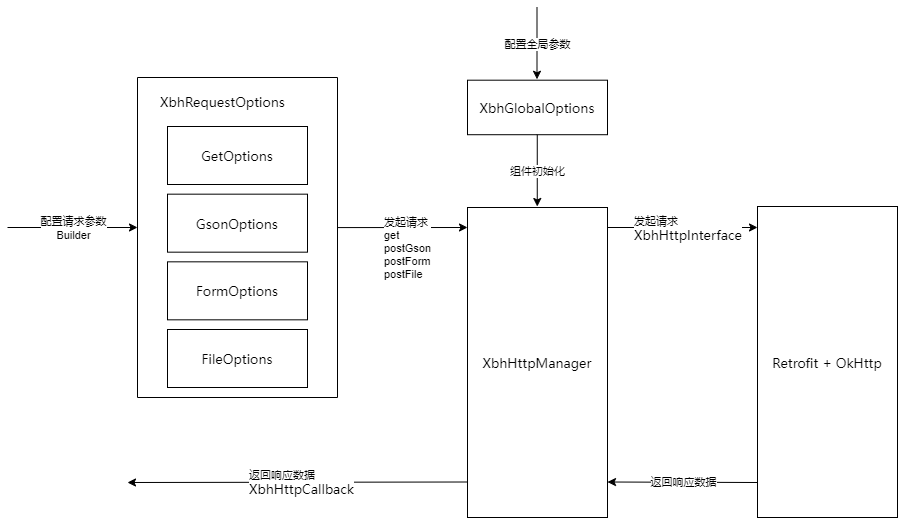 配置全局参数
XbhGlobalOptions
组件初始化
XbhRequestOptions
GetOptions
GsonOptions
FormOptions
FileOptions
配置请求参数
Builder
发起请求
get
postGson
postForm
postFile
XbhHttpManager
发起请求
XbhHttpInterface
Retrofit + OkHttp
返回响应数据
XbhHttpCallback
返回响应数据